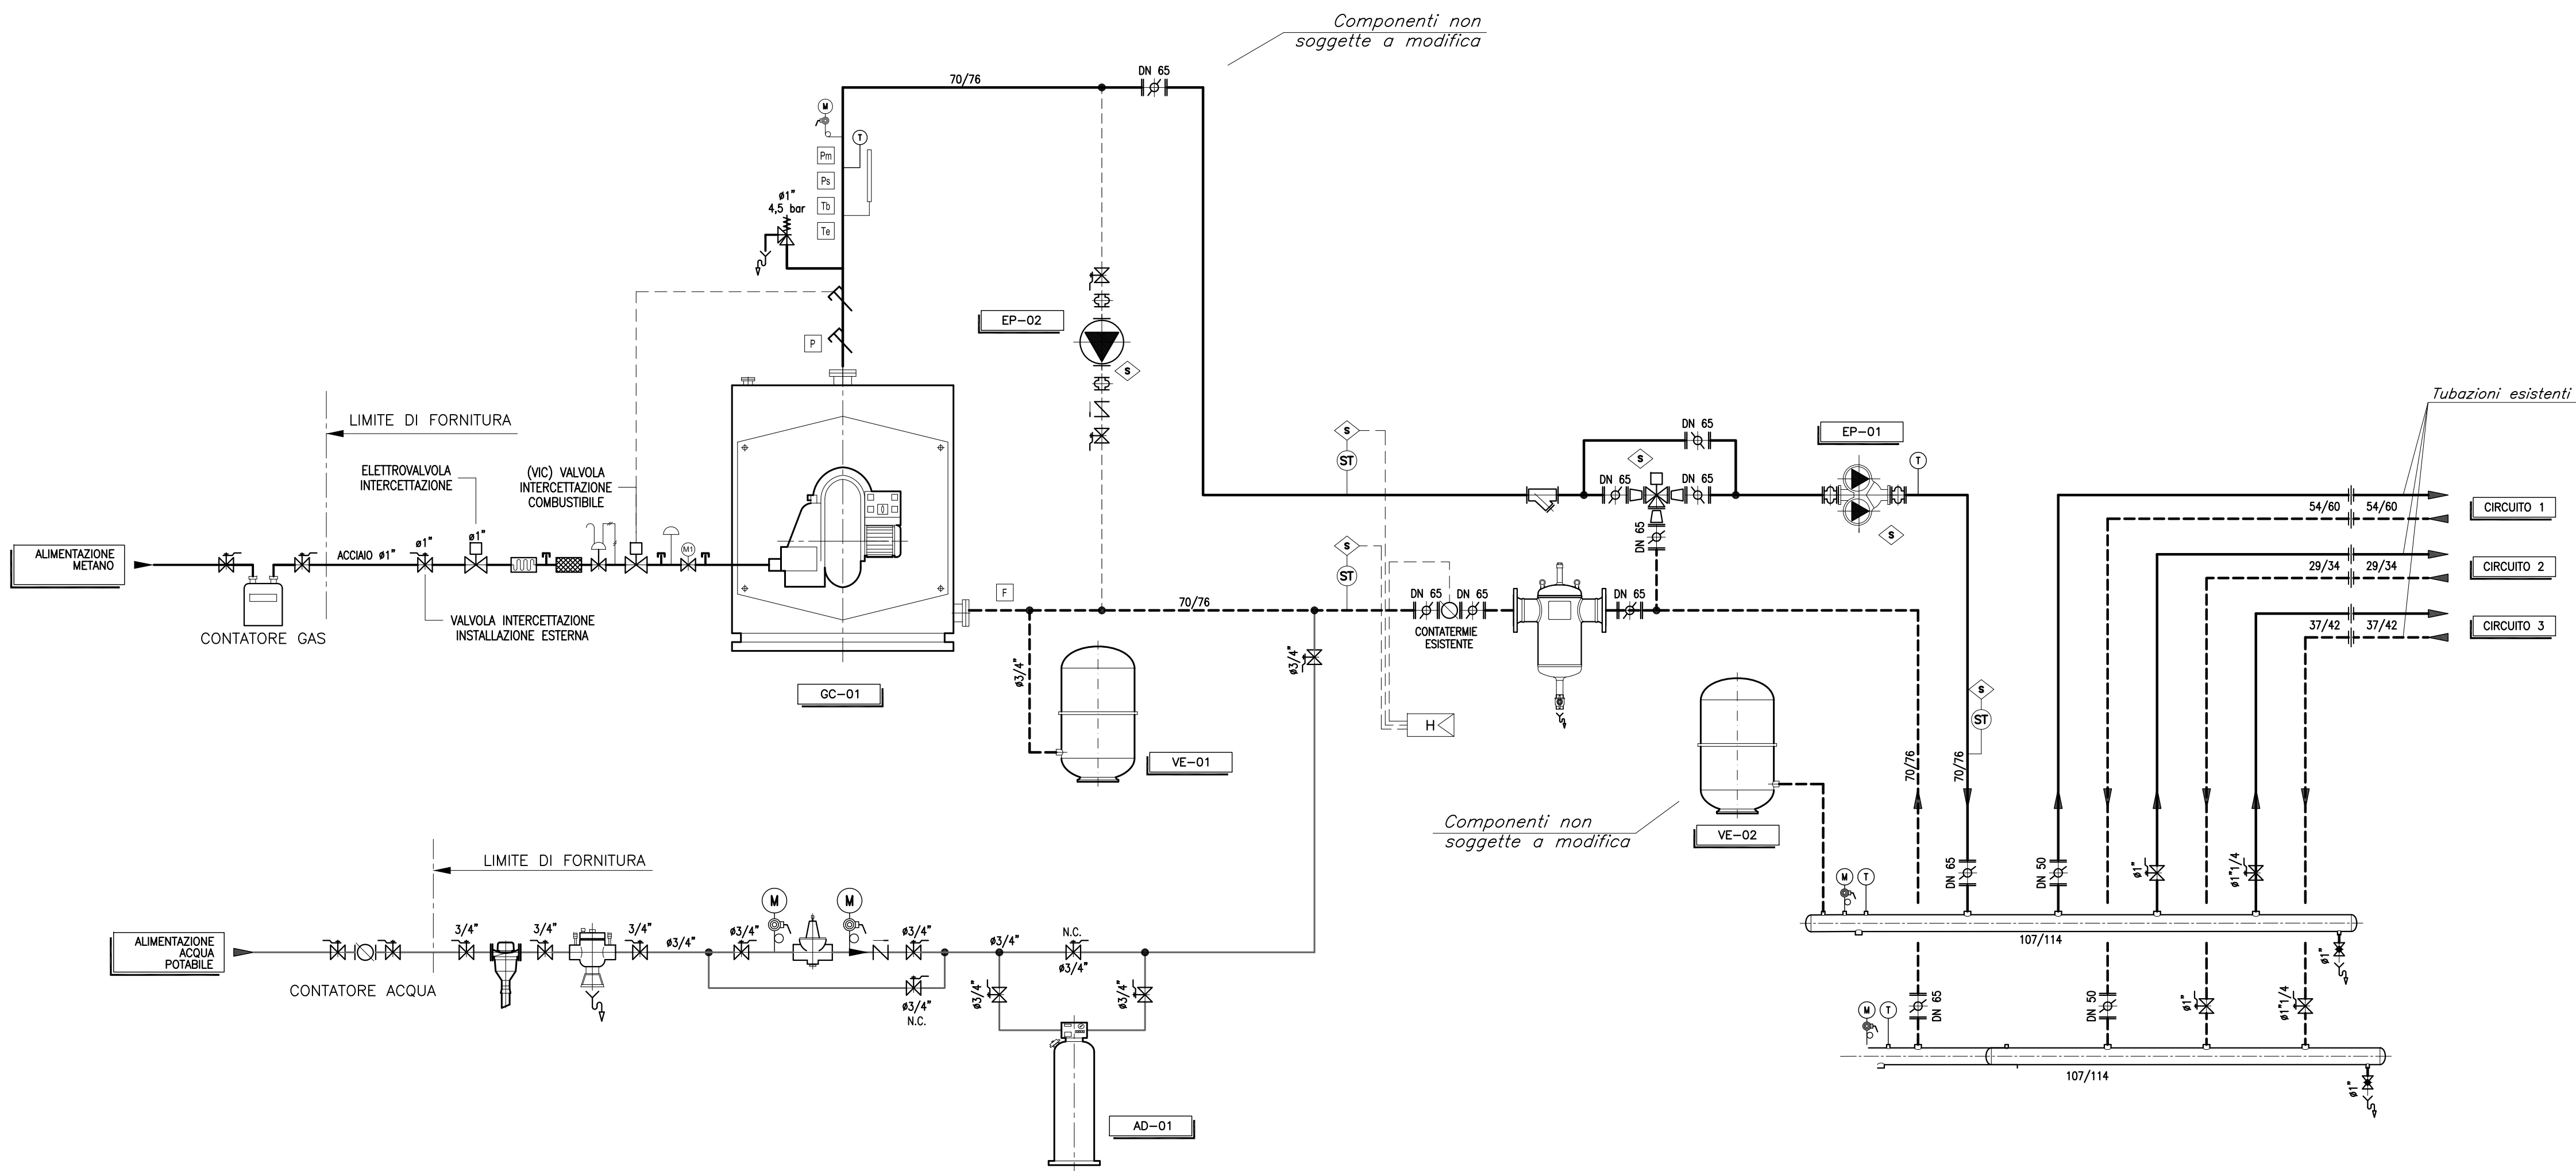 Componenti non
soggette a modifica
70/76
DN 65
M
T
Pm
Ps
Tb
Te
ø1"
4,5 bar
P
EP-02
S
LIMITE DI FORNITURA
ELETTROVALVOLA
INTERCETTAZIONE
(VIC) VALVOLA
INTERCETTAZIONE
COMBUSTIBILE
ALIMENTAZIONE
METANO
ACCIAIO ø1"
ø1"
ø1"
M1
CONTATORE GAS
VALVOLA INTERCETTAZIONE
INSTALLAZIONE ESTERNA
GC-01
F
70/76
ø3/4"
VE-01
ø3/4"
S
ST
S
ST
DN 65
DN 65
CONTATERMIE
ESISTENTE
H
DN 65
S
DN 65
DN 65
DN 65
DN 65
EP-01
S
T
Tubazioni esistenti
54/60
54/60
CIRCUITO 1
29/34
29/34
CIRCUITO 2
37/42
37/42
CIRCUITO 3
S
ST
70/76
70/76
Componenti non
soggette a modifica
VE-02
M
T
DN 65
DN 50
ø1"
ø1"1/4
107/114
ø1"
M
T
DN 65
DN 50
ø1"
ø1"1/4
107/114
ø1"
LIMITE DI FORNITURA
ALIMENTAZIONE
ACQUA
POTABILE
CONTATORE ACQUA
3/4"
3/4"
3/4"
ø3/4"
ø3/4"
M
M
ø3/4"
ø3/4"
N.C.
ø3/4"
N.C.
ø3/4"
ø3/4"
ø3/4"
AD-01